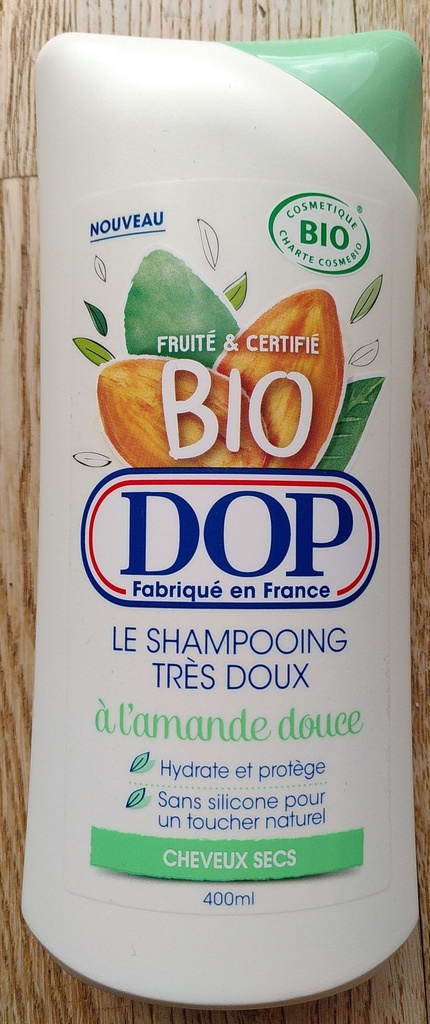 NOUVEAU
COSMETIQUE
BIO
CHARTE COSMEBIO
®
FRUITÉ & CERTIFIÉ
BIO
DOP
Fabriqué en France
LE SHAMPOOING
TRÈS DOUX
à l'amande douce
Hydrate et protège
Sans silicone pour
un toucher naturel
CHEVEUX SECS
400ml